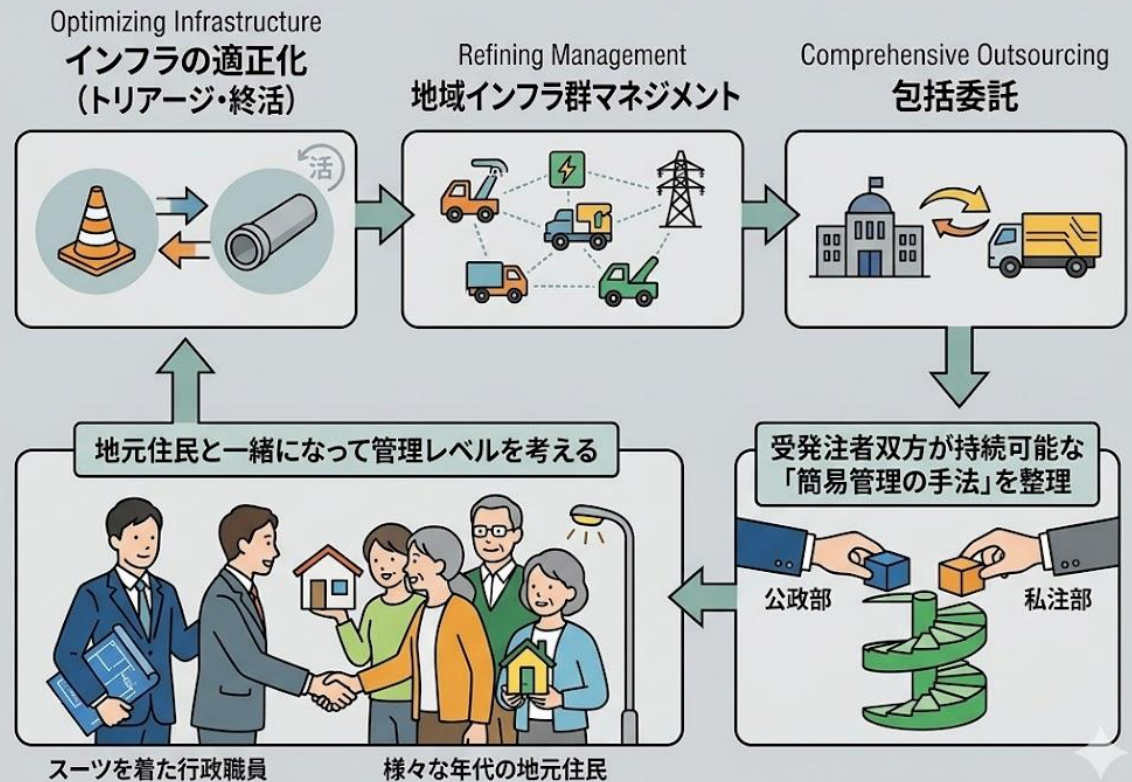 Optimizing Infrastructure
インフラの適正化
(トリアージ・終活)
Refining Management
地域インフラ群マネジメント
Comprehensive Outsourcing
包括委託
活
地元住民と一緒になって管理レベルを考える
受発注者双方が持続可能な
「簡易管理の手法」を整理
公政部
私注部
スーツを着た行政職員
様々な年代の地元住民